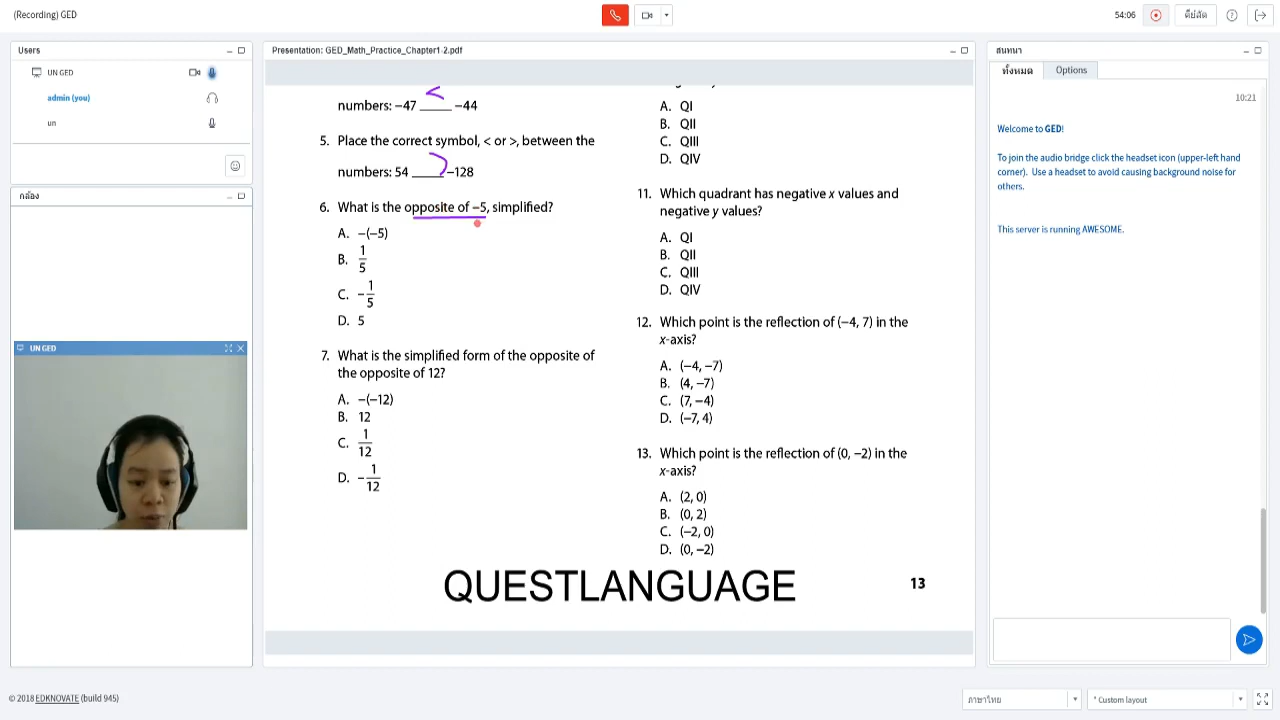 (Recording) GED
54:06
คีย์ลัด
Users
UN GED
admin (you)
un
กล้อง
UN GED
Presentation: GED_Math_Practice_Chapter1-2.pdf
numbers: −47 ____ −44
<
5. Place the correct symbol, < or >, between the
numbers: 54 ____ −128
6. What is the opposite of −5, simplified?
A. −(−5)
B. 1/5
C. −1/5
D. 5
7. What is the simplified form of the opposite of
the opposite of 12?
A. −(−12)
B. 12
C. 1/12
D. −1/12
A. QI
B. QII
C. QIII
D. QIV
11. Which quadrant has negative x values and
negative y values?
A. QI
B. QII
C. QIII
D. QIV
12. Which point is the reflection of (−4, 7) in the
x-axis?
A. (−4, −7)
B. (4, −7)
C. (7, −4)
D. (−7, 4)
13. Which point is the reflection of (0, −2) in the
x-axis?
A. (2, 0)
B. (0, 2)
C. (−2, 0)
D. (0, −2)
QUESTLANGUAGE
13
สนทนา
ทั้งหมด
Options
10:21
Welcome to GED!
To join the audio bridge click the headset icon (upper-left hand
corner). Use a headset to avoid causing background noise for
others.
This server is running AWESOME.
© 2018 EDKNOVATE (build 945)
ภาษาไทย
* Custom layout